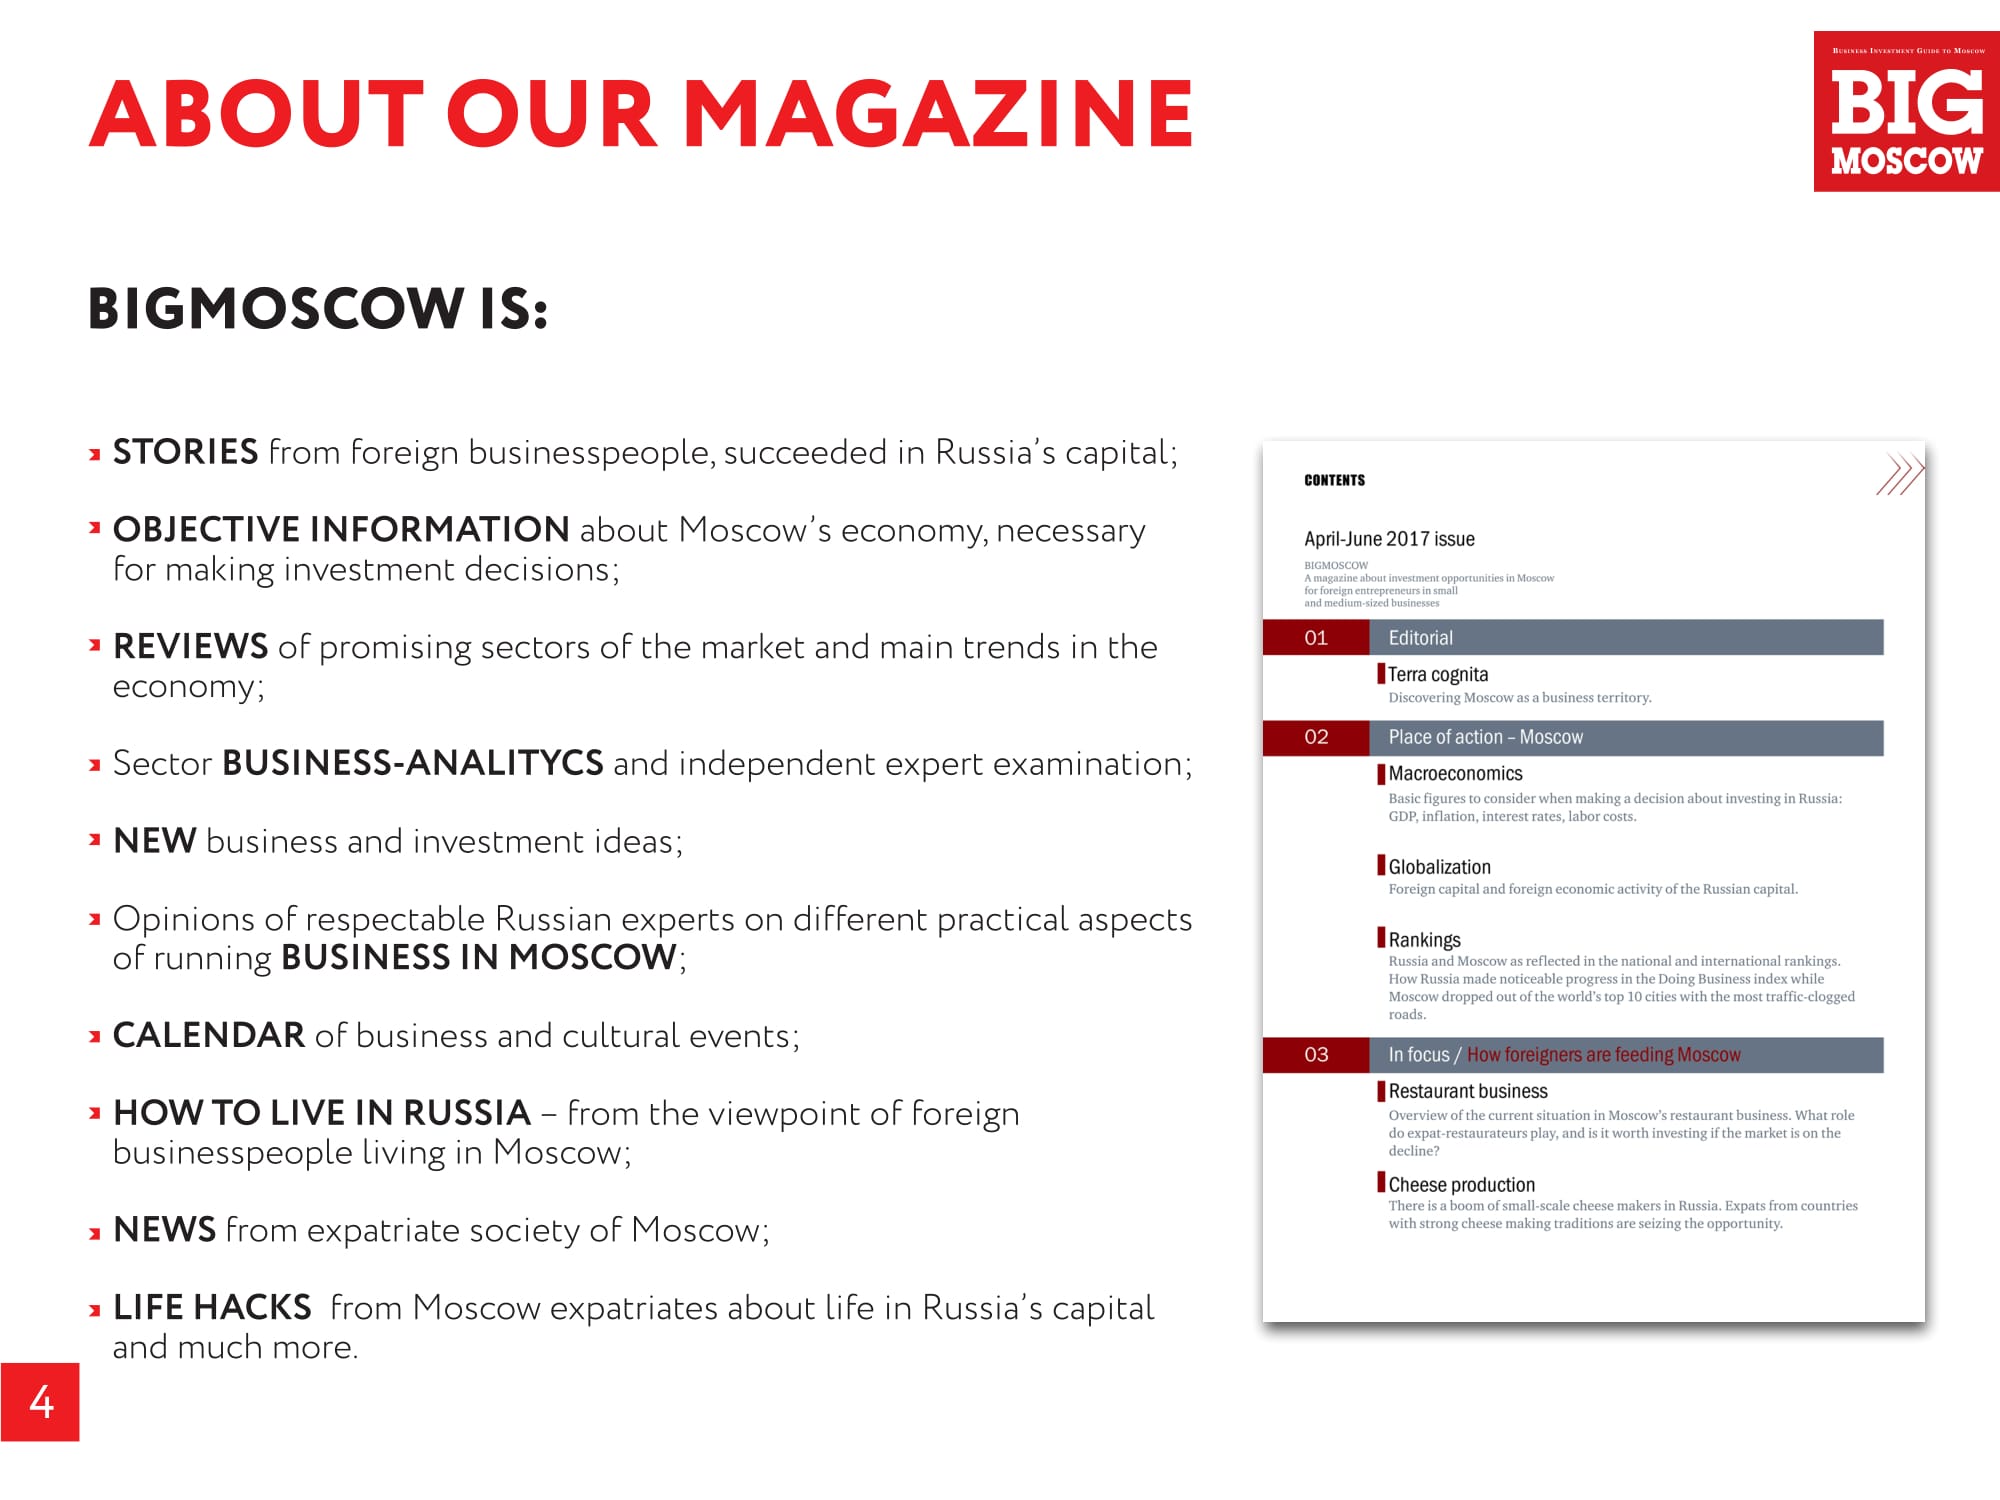 ABOUT OUR MAGAZINE
BUSINESS INVESTMENT GUIDE TO MOSCOW
BIG
MOSCOW
BIGMOSCOW IS:
STORIES from foreign businesspeople, succeeded in Russia's capital;
OBJECTIVE INFORMATION about Moscow's economy, necessary
for making investment decisions;
REVIEWS of promising sectors of the market and main trends in the
economy;
Sector BUSINESS-ANALITYCS and independent expert examination;
NEW business and investment ideas;
Opinions of respectable Russian experts on different practical aspects
of running BUSINESS IN MOSCOW;
CALENDAR of business and cultural events;
HOW TO LIVE IN RUSSIA – from the viewpoint of foreign
businesspeople living in Moscow;
NEWS from expatriate society of Moscow;
LIFE HACKS from Moscow expatriates about life in Russia's capital
and much more.
4
CONTENTS
April-June 2017 issue
BIGMOSCOW
A magazine about investment opportunities in Moscow
for foreign entrepreneurs in small
and medium-sized businesses
01 Editorial
Terra cognita
Discovering Moscow as a business territory.
02 Place of action – Moscow
Macroeconomics
Basic figures to consider when making a decision about investing in Russia:
GDP, inflation, interest rates, labor costs.
Globalization
Foreign capital and foreign economic activity of the Russian capital.
Rankings
Russia and Moscow as reflected in the national and international rankings.
How Russia made noticeable progress in the Doing Business index while
Moscow dropped out of the world's top 10 cities with the most traffic-clogged
roads.
03 In focus / How foreigners are feeding Moscow
Restaurant business
Overview of the current situation in Moscow's restaurant business. What role
do expat-restaurateurs play, and is it worth investing if the market is on the
decline?
Cheese production
There is a boom of small-scale cheese makers in Russia. Expats from countries
with strong cheese making traditions are seizing the opportunity.